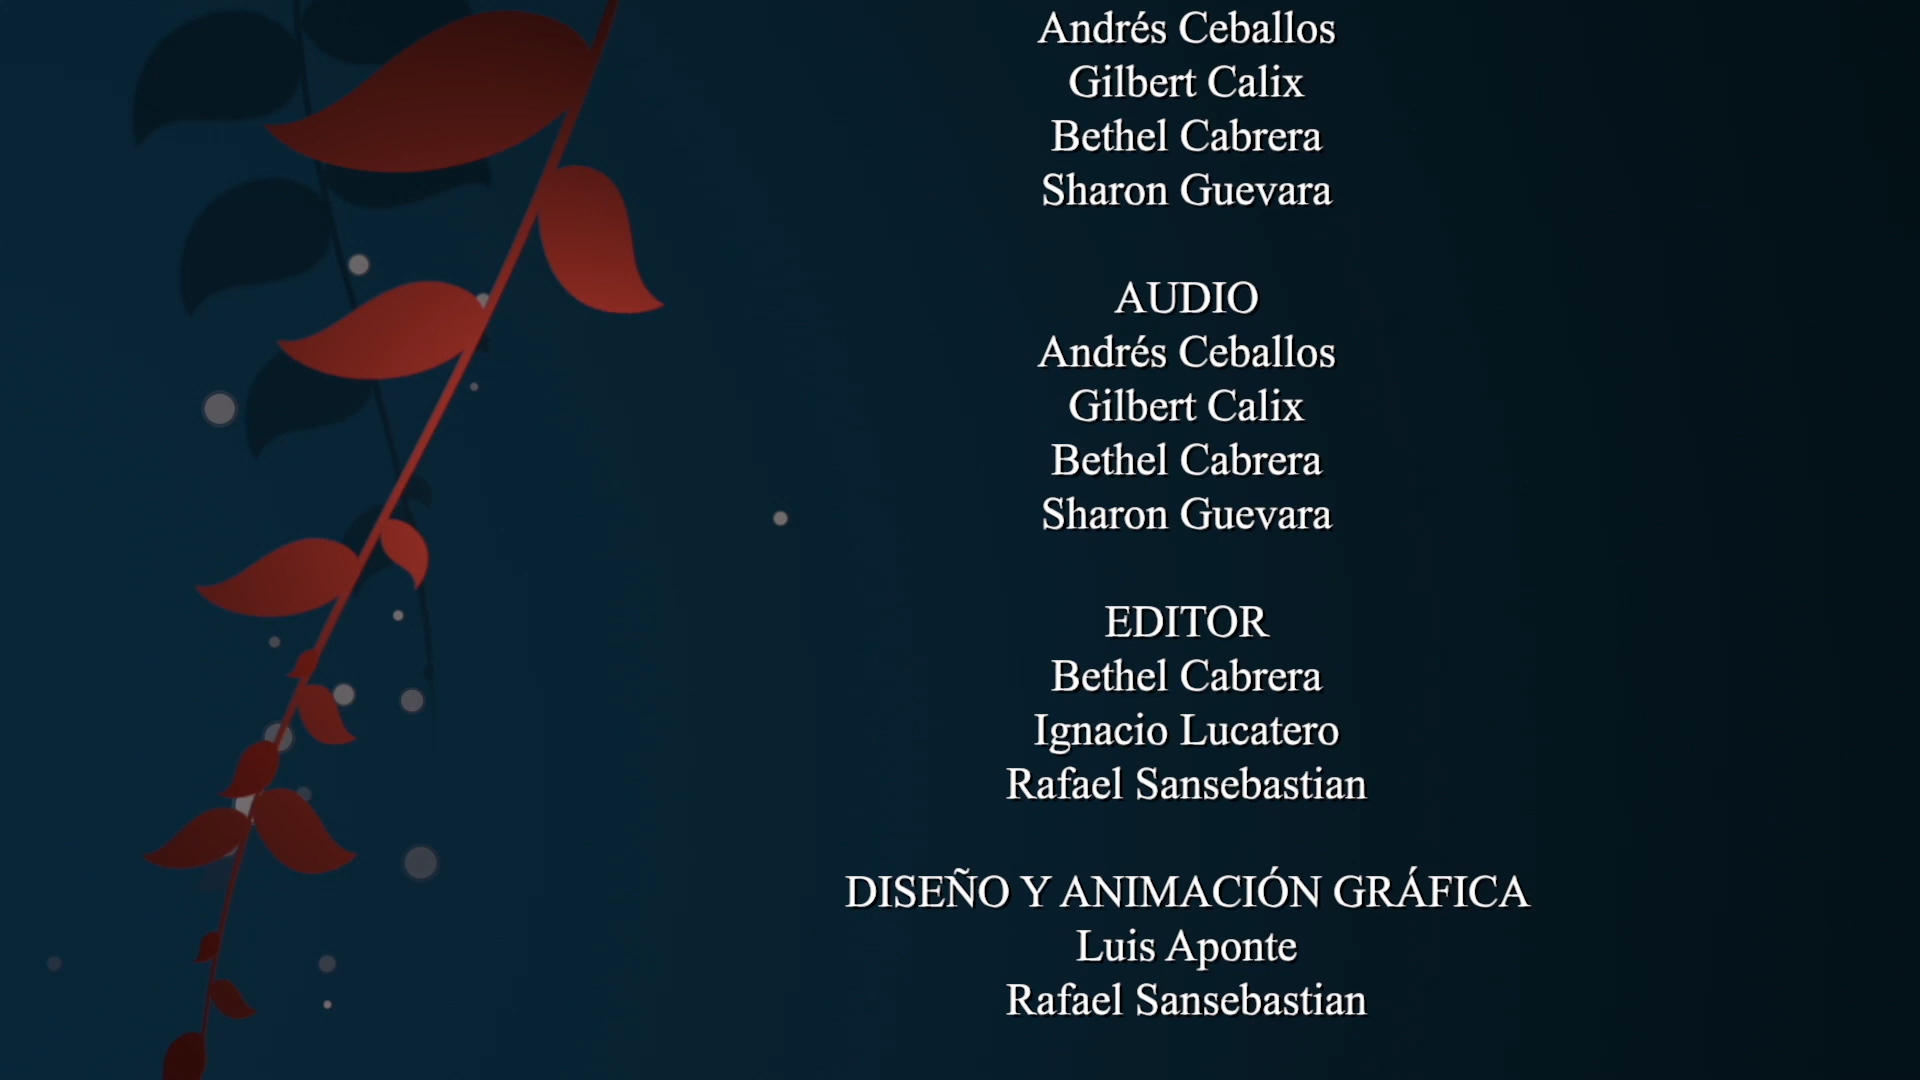 Andrés Ceballos
Gilbert Calix
Bethel Cabrera
Sharon Guevara
AUDIO
Andrés Ceballos
Gilbert Calix
Bethel Cabrera
Sharon Guevara
EDITOR
Bethel Cabrera
Ignacio Lucatero
Rafael Sansebastian
DISEÑO Y ANIMACIÓN GRÁFICA
Luis Aponte
Rafael Sansebastian